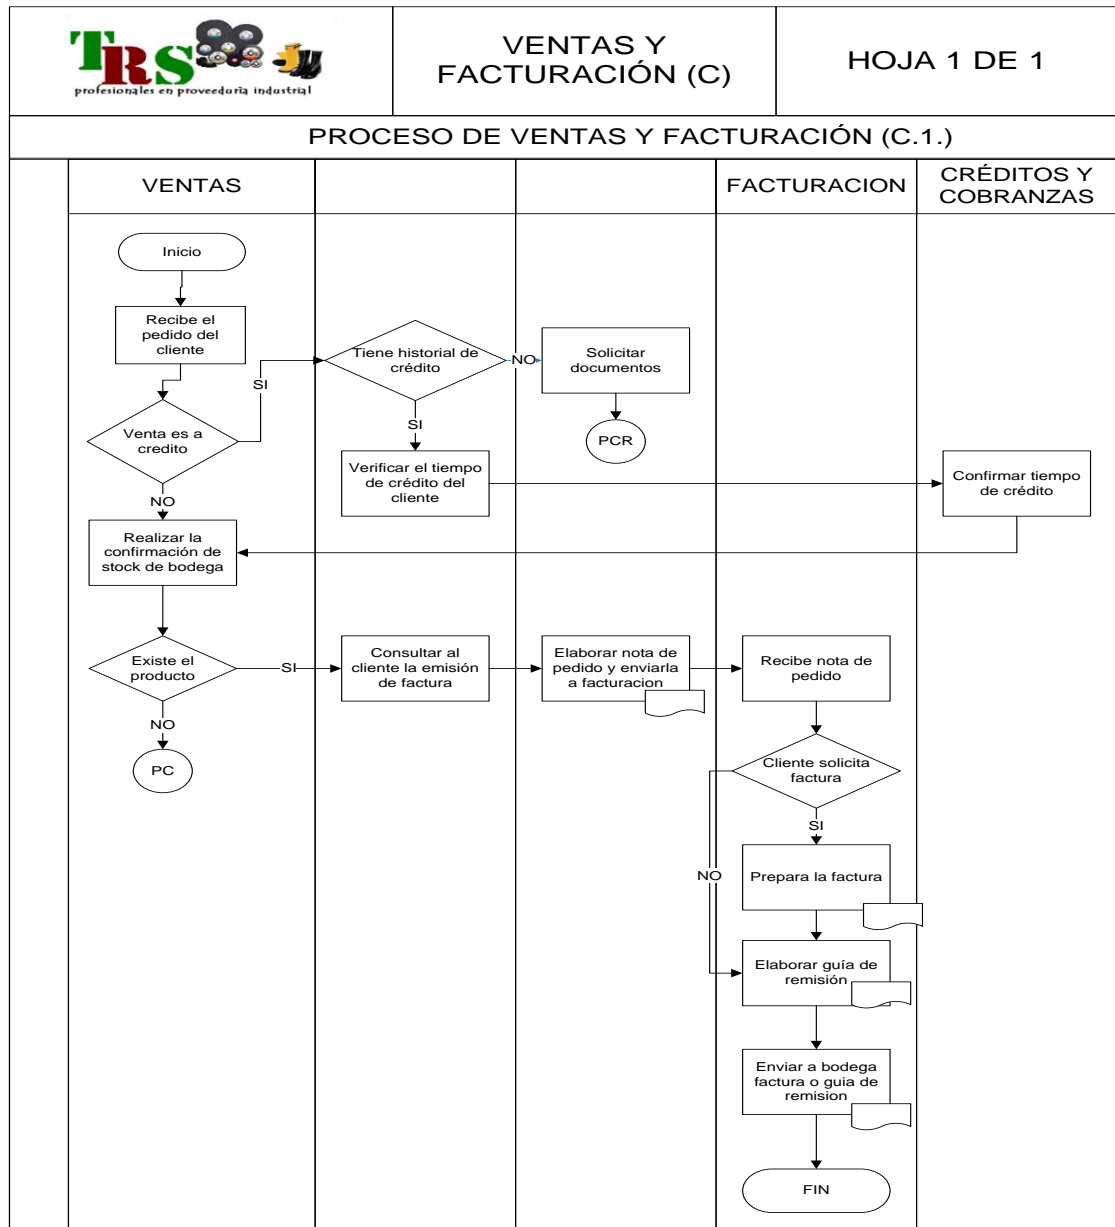 TRS
profesionales en proveeduría industrial
VENTAS Y
FACTURACIÓN (C)
HOJA 1 DE 1
PROCESO DE VENTAS Y FACTURACIÓN (C.1.)
VENTAS
FACTURACION
CRÉDITOS Y
COBRANZAS
Inicio
Recibe el
pedido del
cliente
Venta es a
credito
SI
NO
Tiene historial de
crédito
NO
SI
Solicitar
documentos
PCR
Verificar el tiempo
de crédito del
cliente
Confirmar tiempo
de crédito
Realizar la
confirmación de
stock de bodega
Existe el
producto
SI
NO
PC
Consultar al
cliente la emisión
de factura
Elaborar nota de
pedido y enviarla
a facturacion
Recibe nota de
pedido
Cliente solicita
factura
SI
NO
Prepara la factura
Elaborar guía de
remisión
Enviar a bodega
factura o guia de
remision
FIN